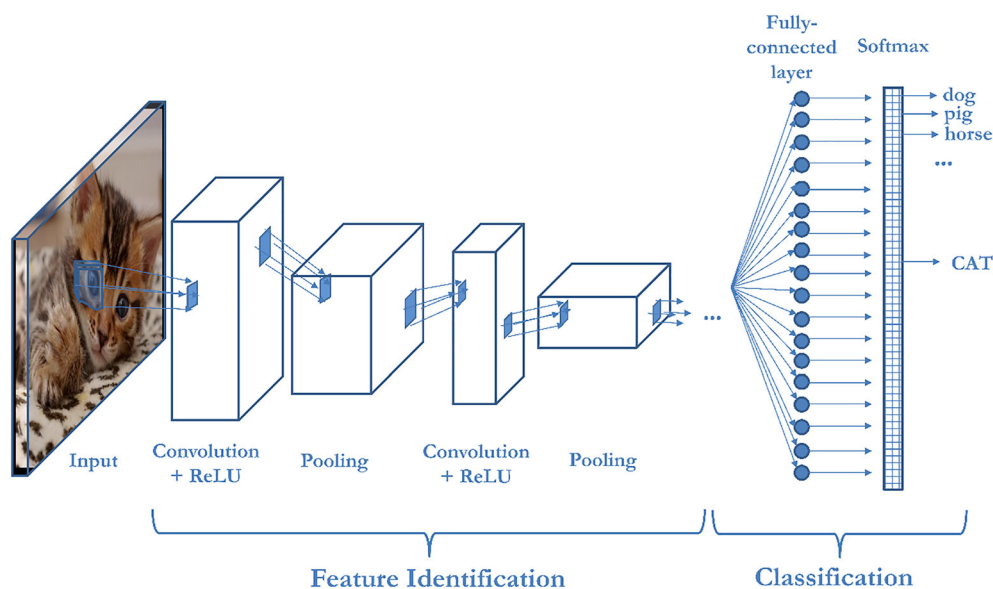 Fully-
connected
layer
Softmax
dog
pig
horse
...
CAT
...
Input
Convolution
+ ReLU
Pooling
Convolution
+ ReLU
Pooling
Feature Identification
Classification